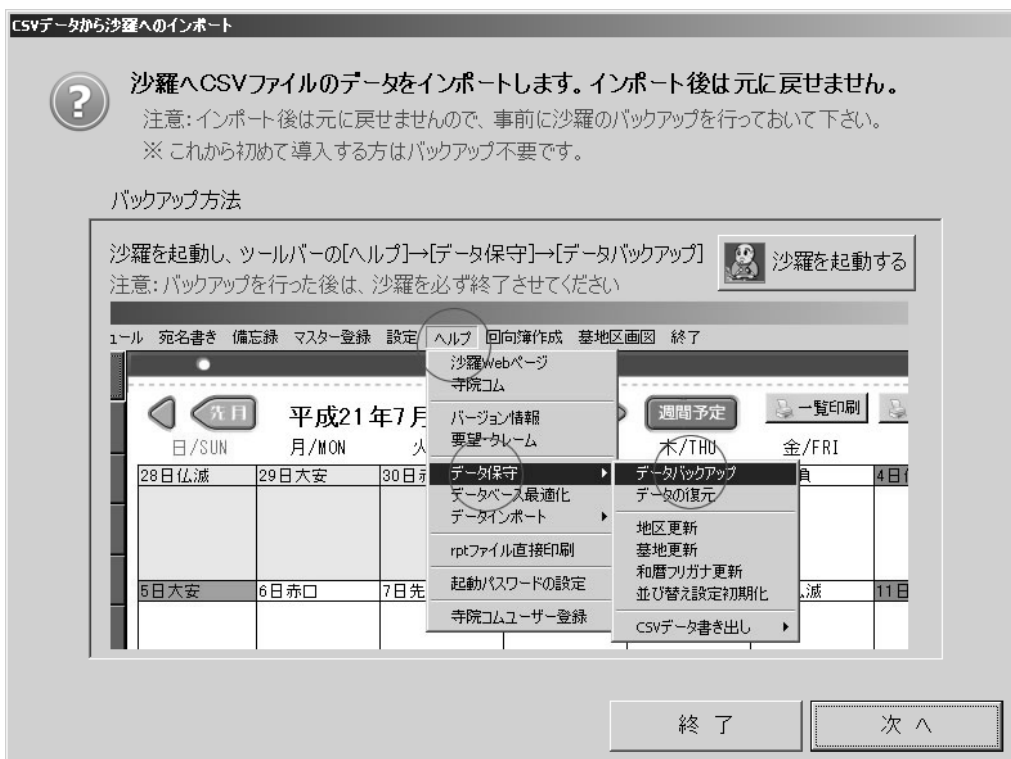 CSVデータから沙羅へのインポート
沙羅へCSVファイルのデータをインポートします。インポート後は元に戻せません。
注意:インポート後は元に戻せませんので、事前に沙羅のバックアップを行っておいて下さい。
※ これから初めて導入する方はバックアップ不要です。
バックアップ方法
沙羅を起動し、ツールバーの[ヘルプ]→[データ保守]→[データバックアップ]
注意:バックアップを行った後は、沙羅を必ず終了させてください
沙羅を起動する
ュール 宛名書き 備忘録 マスター登録 設定 ヘルプ 回向簿作成 墓地区画図 終了
沙羅Webページ
寺院コム
バージョン情報
要望・クレーム
データ保守
データベース最適化
データインポート
rptファイル直接印刷
起動パスワードの設定
寺院コムユーザー登録
データバックアップ
データの復元
地区更新
墓地更新
和暦フリガナ更新
並び替え設定初期化
CSVデータ書き出し
先月 平成21年7月 週間予定 一覧印刷
日/SUN 月/MON 火 木/THU 金/FRI
28日仏滅 29日大安 30日赤 負 4日
5日大安 6日赤口 7日先 仏滅 11日
終 了
次 へ